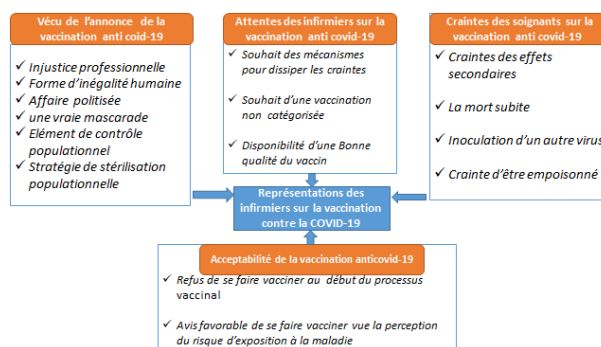 Vécu de l'annonce de la
vaccination anti coid-19
✓ Injustice professionnelle
✓ Forme d'inégalité humaine
✓ Affaire politisée
✓ une vraie mascarade
✓ Elément de contrôle
populationnel
✓ Stratégie de stérilisation
populationnelle
Attentes des infirmiers sur la
vaccination anti covid-19
✓ Souhait des mécanismes
pour dissiper les craintes
✓ Souhait d'une vaccination
non catégorisée
✓ Disponibilité d'une Bonne
qualité du vaccin
Craintes des soignants sur la
vaccination anti covid-19
✓ Craintes des effets
secondaires
✓ La mort subite
✓ Inoculation d'un autre virus
✓ Crainte d'être empoisonné
Représentations des
infirmiers sur la vaccination
contre la COVID-19
Acceptabilité de la vaccination anticovid-19
✓ Refus de se faire vacciner au début du processus
vaccinal
✓ Avis favorable de se faire vacciner vue la perception
du risque d'exposition à la maladie